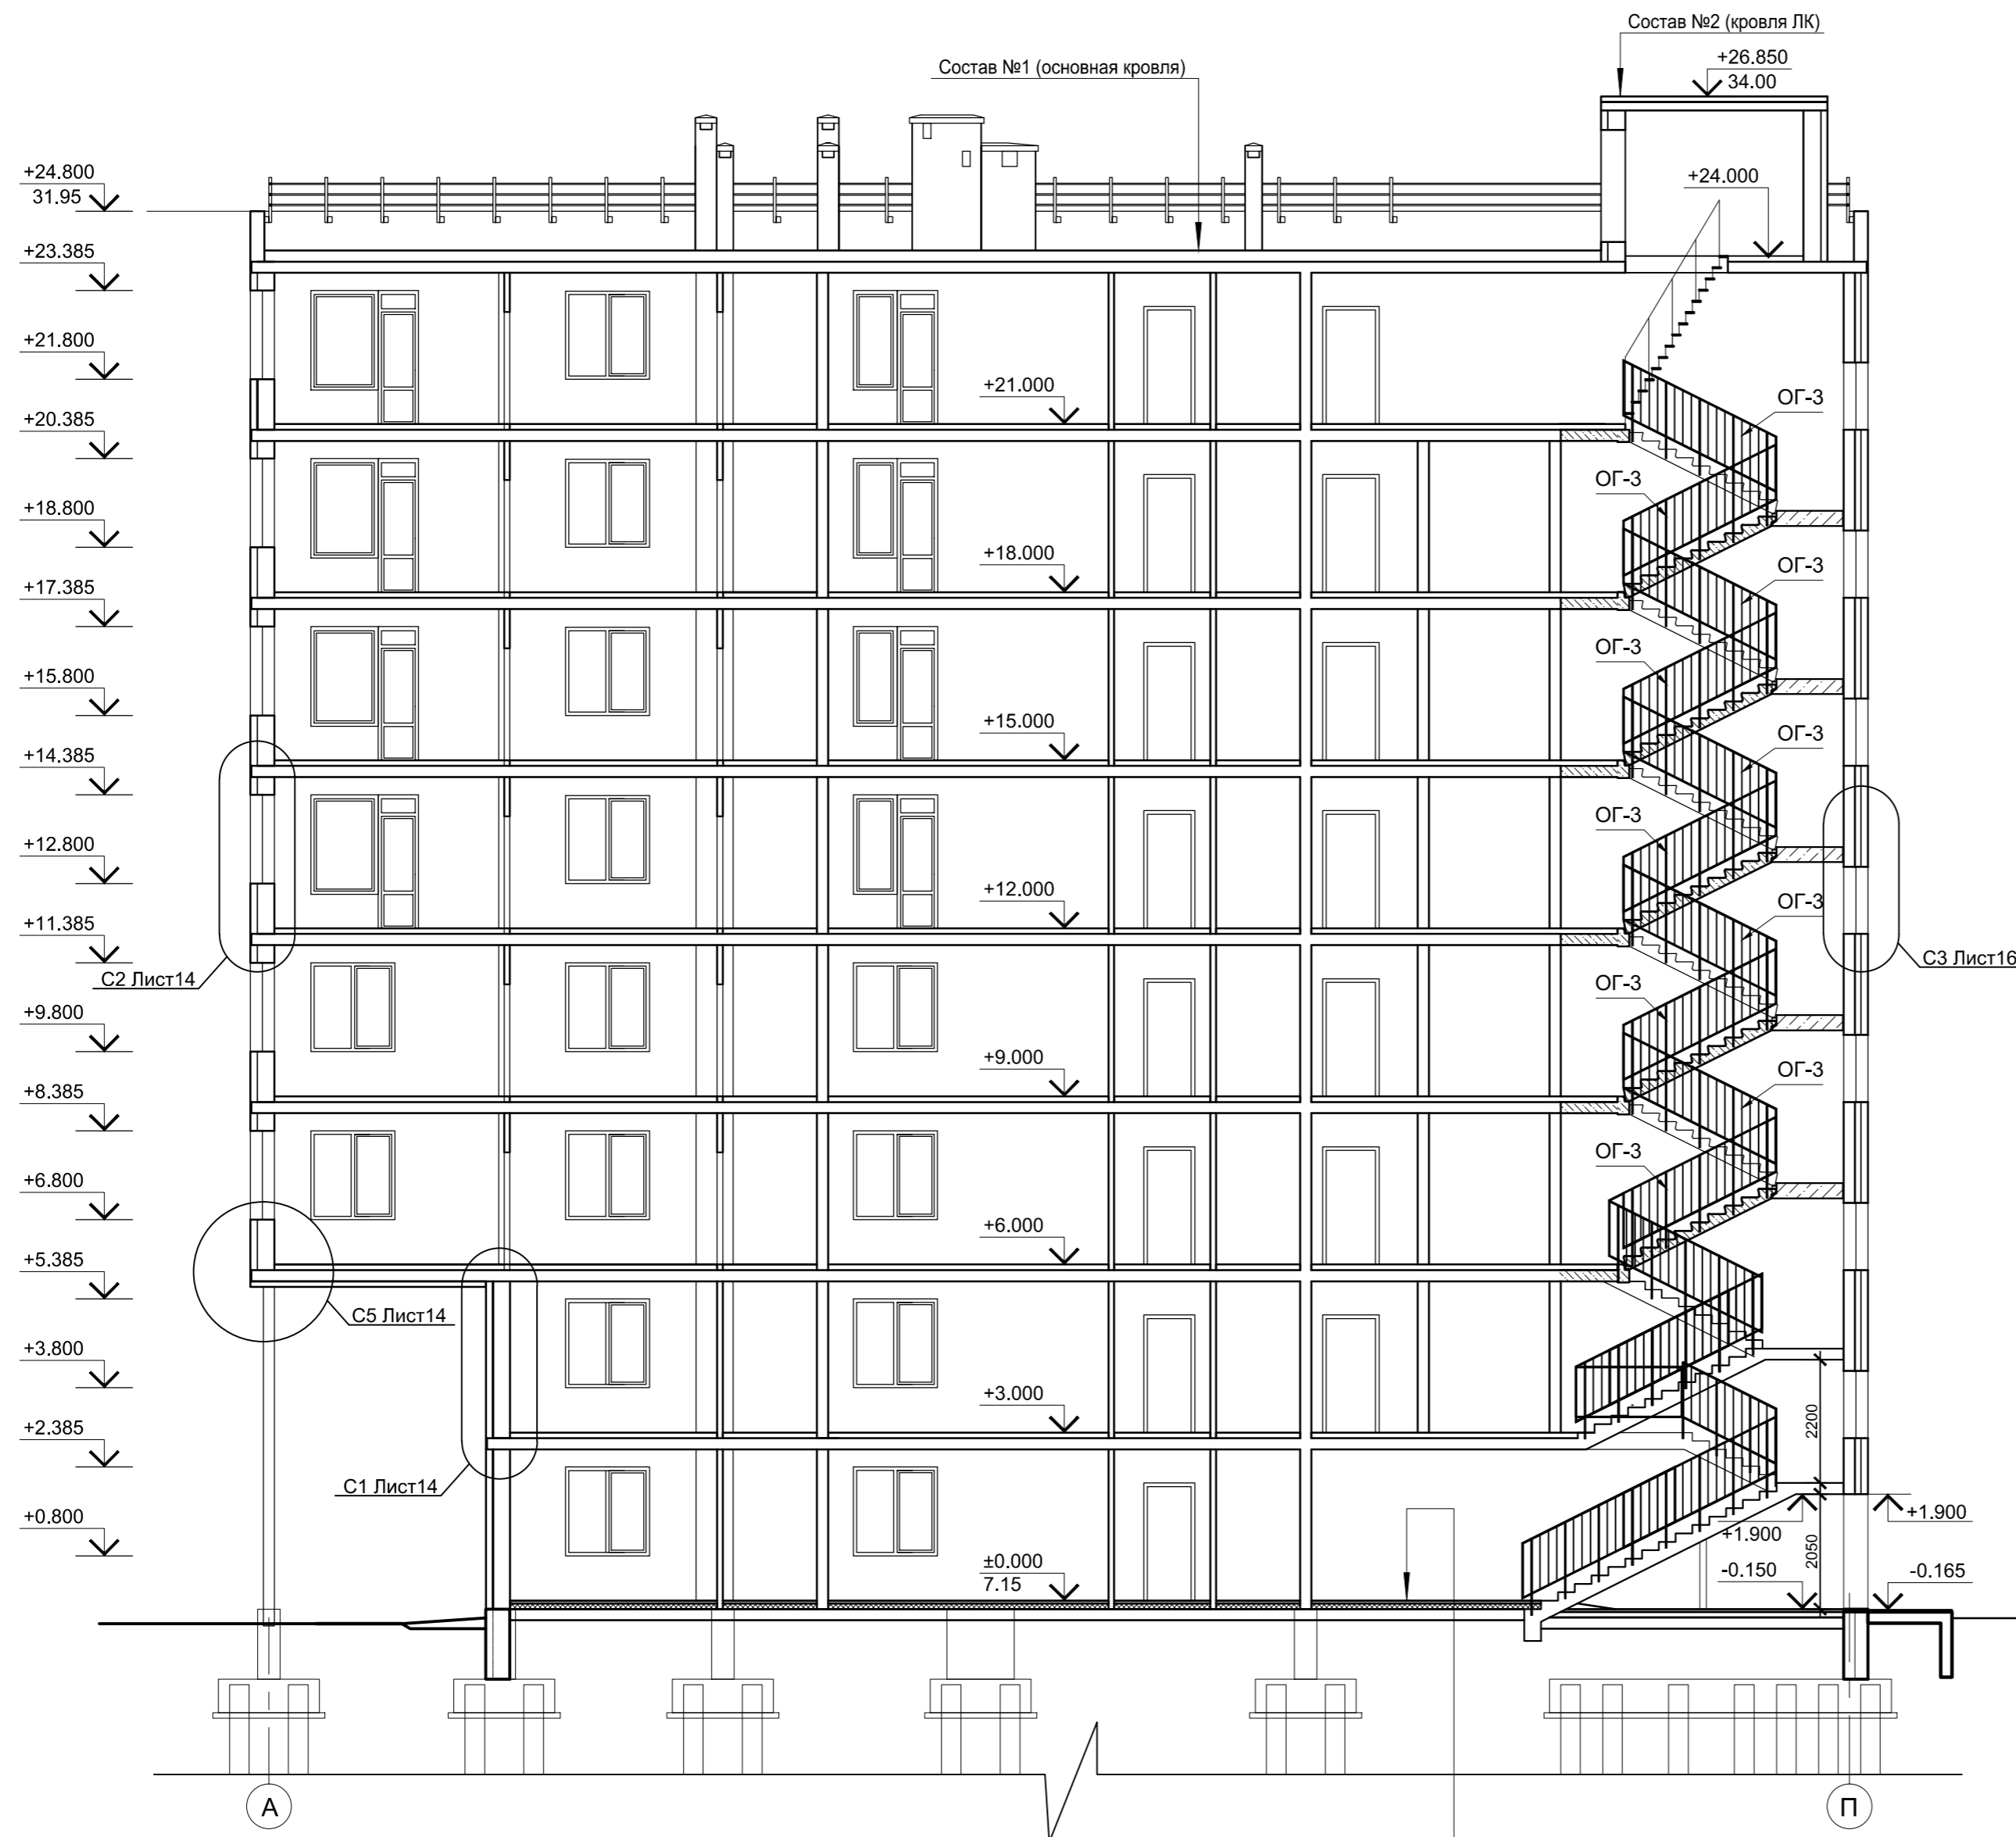 Состав №2 (кровля ЛК)
+26.850
34.00
Состав №1 (основная кровля)
+24.800
31.95
+24.000
+23.385
+21.800
+21.000
ОГ-3
+20.385
ОГ-3
+18.800
+18.000
ОГ-3
+17.385
ОГ-3
+15.800
+15.000
ОГ-3
+14.385
ОГ-3
+12.800
+12.000
ОГ-3
+11.385
С2 Лист14
С3 Лист16
ОГ-3
+9.800
+9.000
ОГ-3
+8.385
ОГ-3
+6.800
+6.000
+5.385
С5 Лист14
+3.800
+3.000
2200
+2.385
С1 Лист14
+0.800
+1.900
+1.900
2050
±0.000
7.15
-0.150
-0.165
А
П